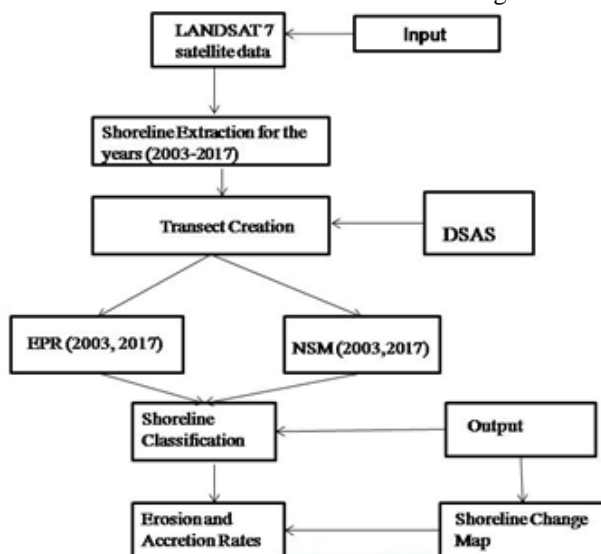 LANDSAT 7
satellite data
Input
Shoreline Extraction for the
years (2003-2017)
Transect Creation
DSAS
EPR (2003, 2017)
NSM (2003,2017)
Shoreline
Classification
Output
Erosion and
Accretion Rates
Shoreline Change
Map